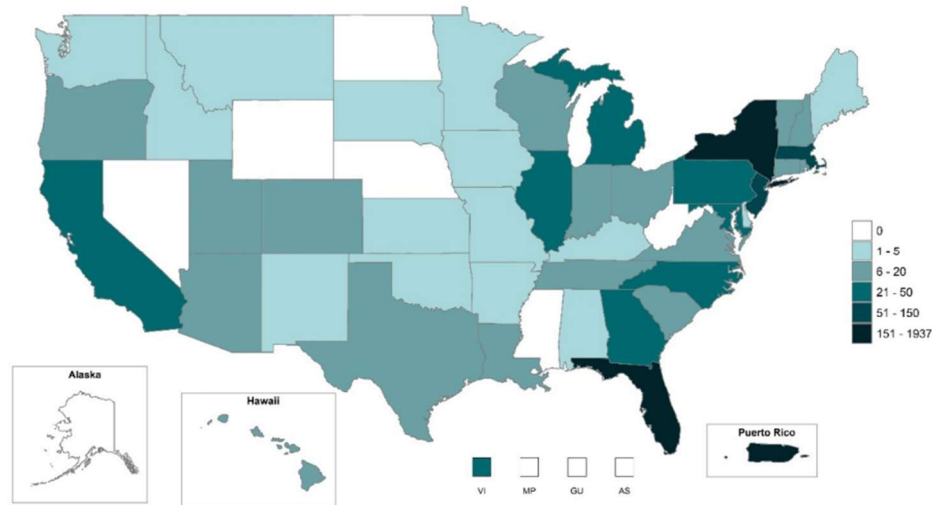 0
1 - 5
6 - 20
21 - 50
51 - 150
151 - 1937
Alaska
Hawaii
Puerto Rico
VI MP GU AS